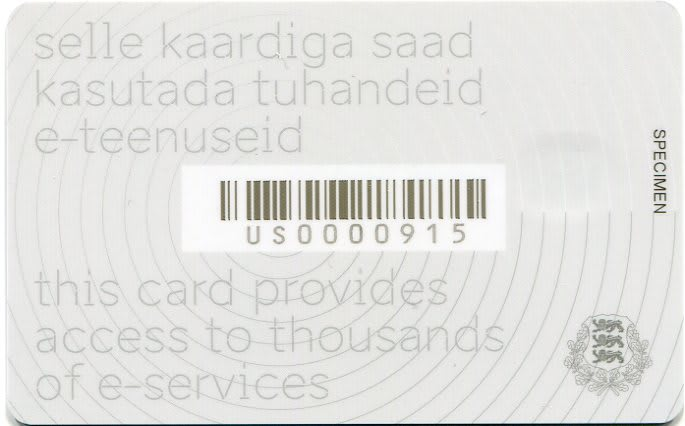 selle kaardiga saad
kasutada tuhandeid
e-teenuseid
SPECIMEN
US0000915
this card provides
access to thousands
of e-services